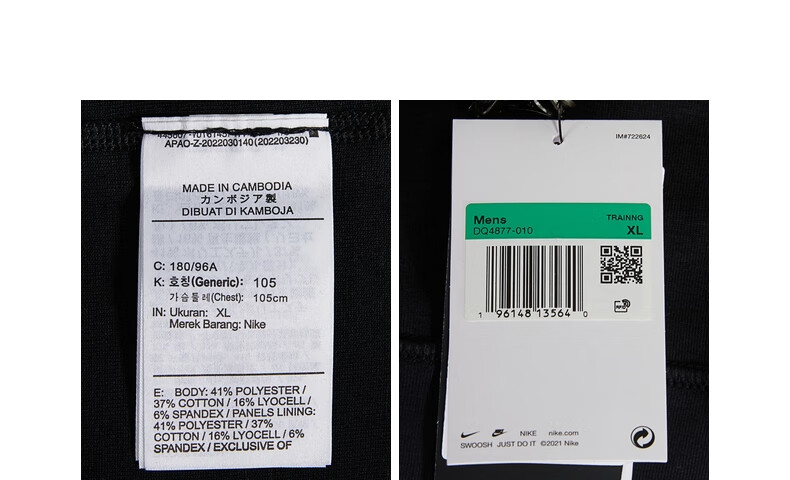 APAO-Z-2022030140 (202203230)
MADE IN CAMBODIA
カンボジア製
DIBUAT DI KAMBOJA
C: 180/96A
K: 호칭(Generic): 105
가슴둘레(Chest): 105cm
IN: Ukuran: XL
Merek Barang: Nike
E: BODY: 41% POLYESTER /
37% COTTON / 16% LYOCELL /
6% SPANDEX / PANELS LINING:
41% POLYESTER / 37%
COTTON / 16% LYOCELL / 6%
SPANDEX / EXCLUSIVE OF
IM#722624
Mens
TRAINNG
DQ4877-010
XL
1 96148 13564 0
NIKE nike.com
SWOOSH JUST DO IT ©2021 Nike